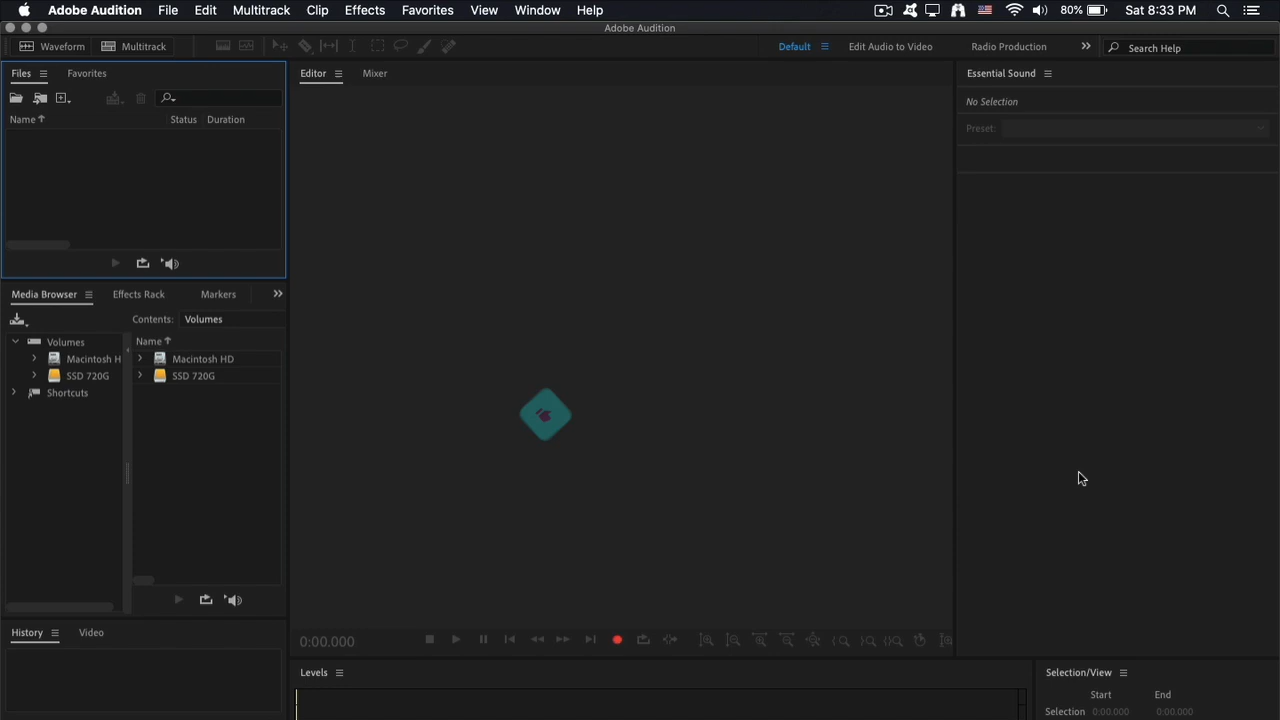 Adobe Audition File Edit Multitrack Clip Effects Favorites View Window Help 80% Sat 8:33 PM
Adobe Audition
Waveform Multitrack Default Edit Audio to Video Radio Production Search Help
Files Favorites Editor Mixer Essential Sound
No Selection
Name Status Duration
Preset:
Media Browser Effects Rack Markers
Contents: Volumes
Volumes Name
Macintosh H Macintosh HD
SSD 720G SSD 720G
Shortcuts
History Video
0:00.000
Levels Selection/View
Start End
Selection 0:00.000 0:00.000